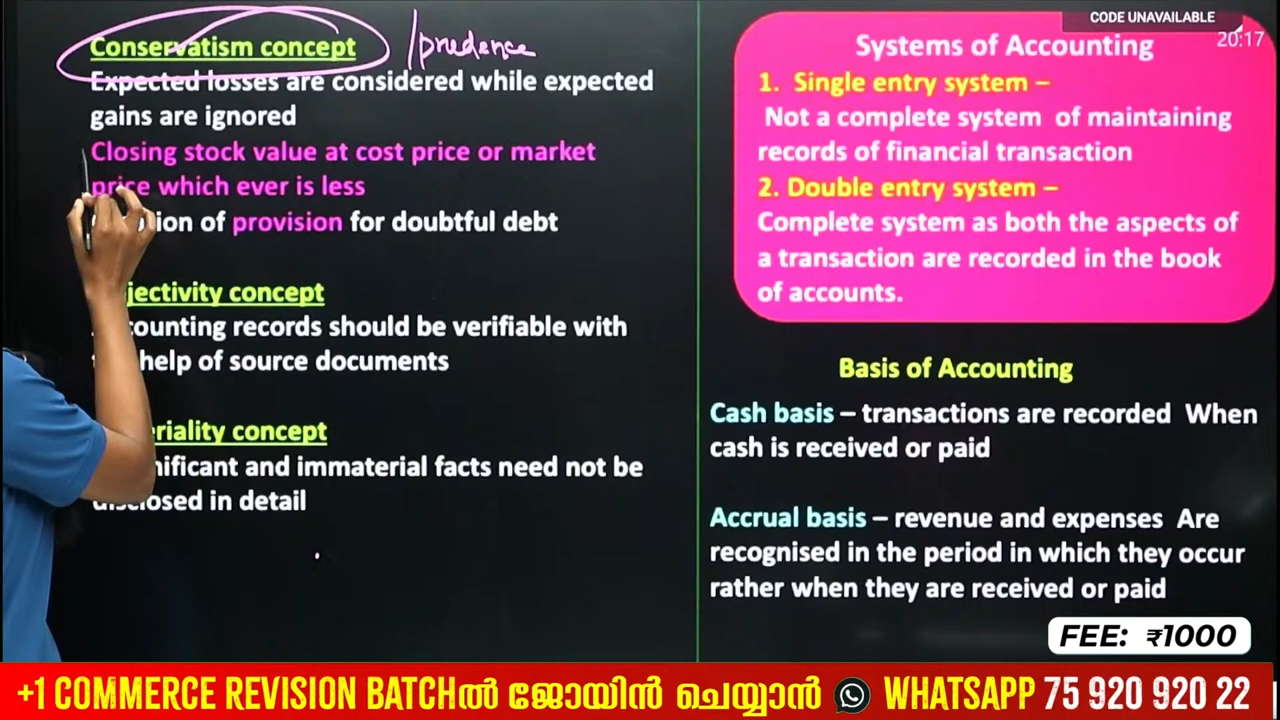 Conservatism concept /prudence
Expected losses are considered while expected
gains are ignored
Closing stock value at cost price or market
price which ever is less
of provision for doubtful debt
concept
records should be verifiable with
help of source documents
concept
and immaterial facts need not be
disclosed in detail
CODE UNAVAILABLE
20:17
Systems of Accounting
1. Single entry system –
Not a complete system of maintaining
records of financial transaction
2. Double entry system –
Complete system as both the aspects of
a transaction are recorded in the book
of accounts.
Basis of Accounting
Cash basis – transactions are recorded When
cash is received or paid
Accrual basis – revenue and expenses Are
recognised in the period in which they occur
rather when they are received or paid
FEE: ₹1000
+1 COMMERCE REVISION BATCHൽ ജോയിൻ ചെയ്യാൻ WHATSAPP 75 920 920 22